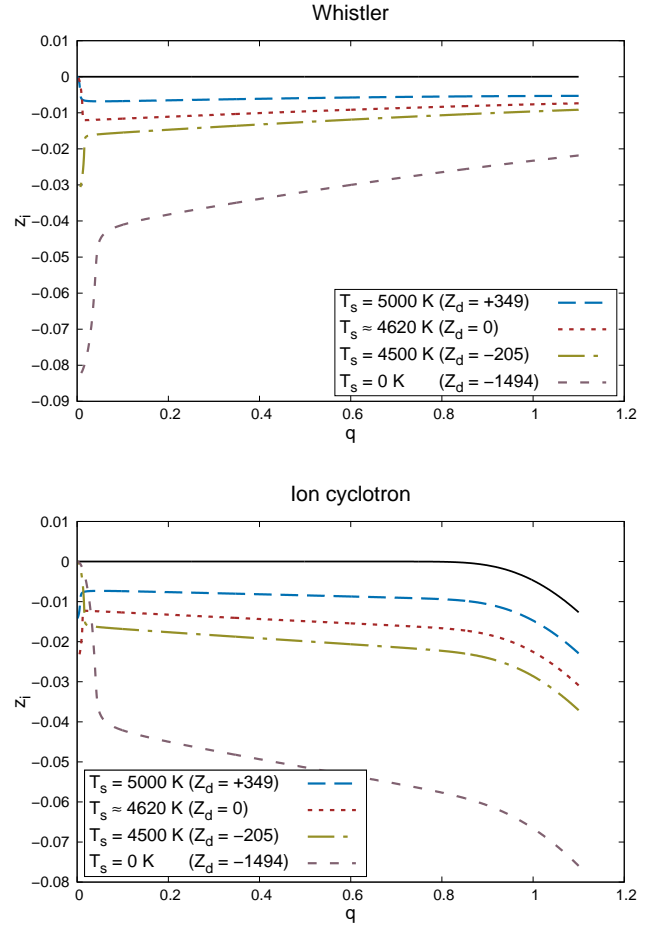 Whistler
0.01
0
−0.01
−0.02
−0.03
−0.04
−0.05
−0.06
−0.07
−0.08
−0.09
z_i
T_s = 5000 K (Z_d = +349)
T_s ≈ 4620 K (Z_d = 0)
T_s = 4500 K (Z_d = −205)
T_s = 0 K (Z_d = −1494)
0 0.2 0.4 0.6 0.8 1 1.2
q
Ion cyclotron
0.01
0
−0.01
−0.02
−0.03
−0.04
−0.05
−0.06
−0.07
−0.08
z_i
T_s = 5000 K (Z_d = +349)
T_s ≈ 4620 K (Z_d = 0)
T_s = 4500 K (Z_d = −205)
T_s = 0 K (Z_d = −1494)
0 0.2 0.4 0.6 0.8 1 1.2
q